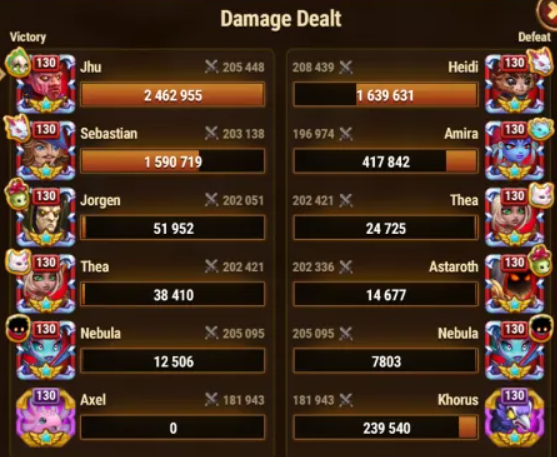 Damage Dealt
Victory
Defeat
130 Jhu 205 448
2 462 955
208 439 Heidi 130
1 639 631
130 Sebastian 203 138
1 590 719
196 974 Amira 130
417 842
130 Jorgen 202 051
51 952
202 421 Thea 130
24 725
130 Thea 202 421
38 410
202 336 Astaroth 130
14 677
130 Nebula 205 095
12 506
205 095 Nebula 130
7803
130 Axel 181 943
0
181 943 Khorus 130
239 540